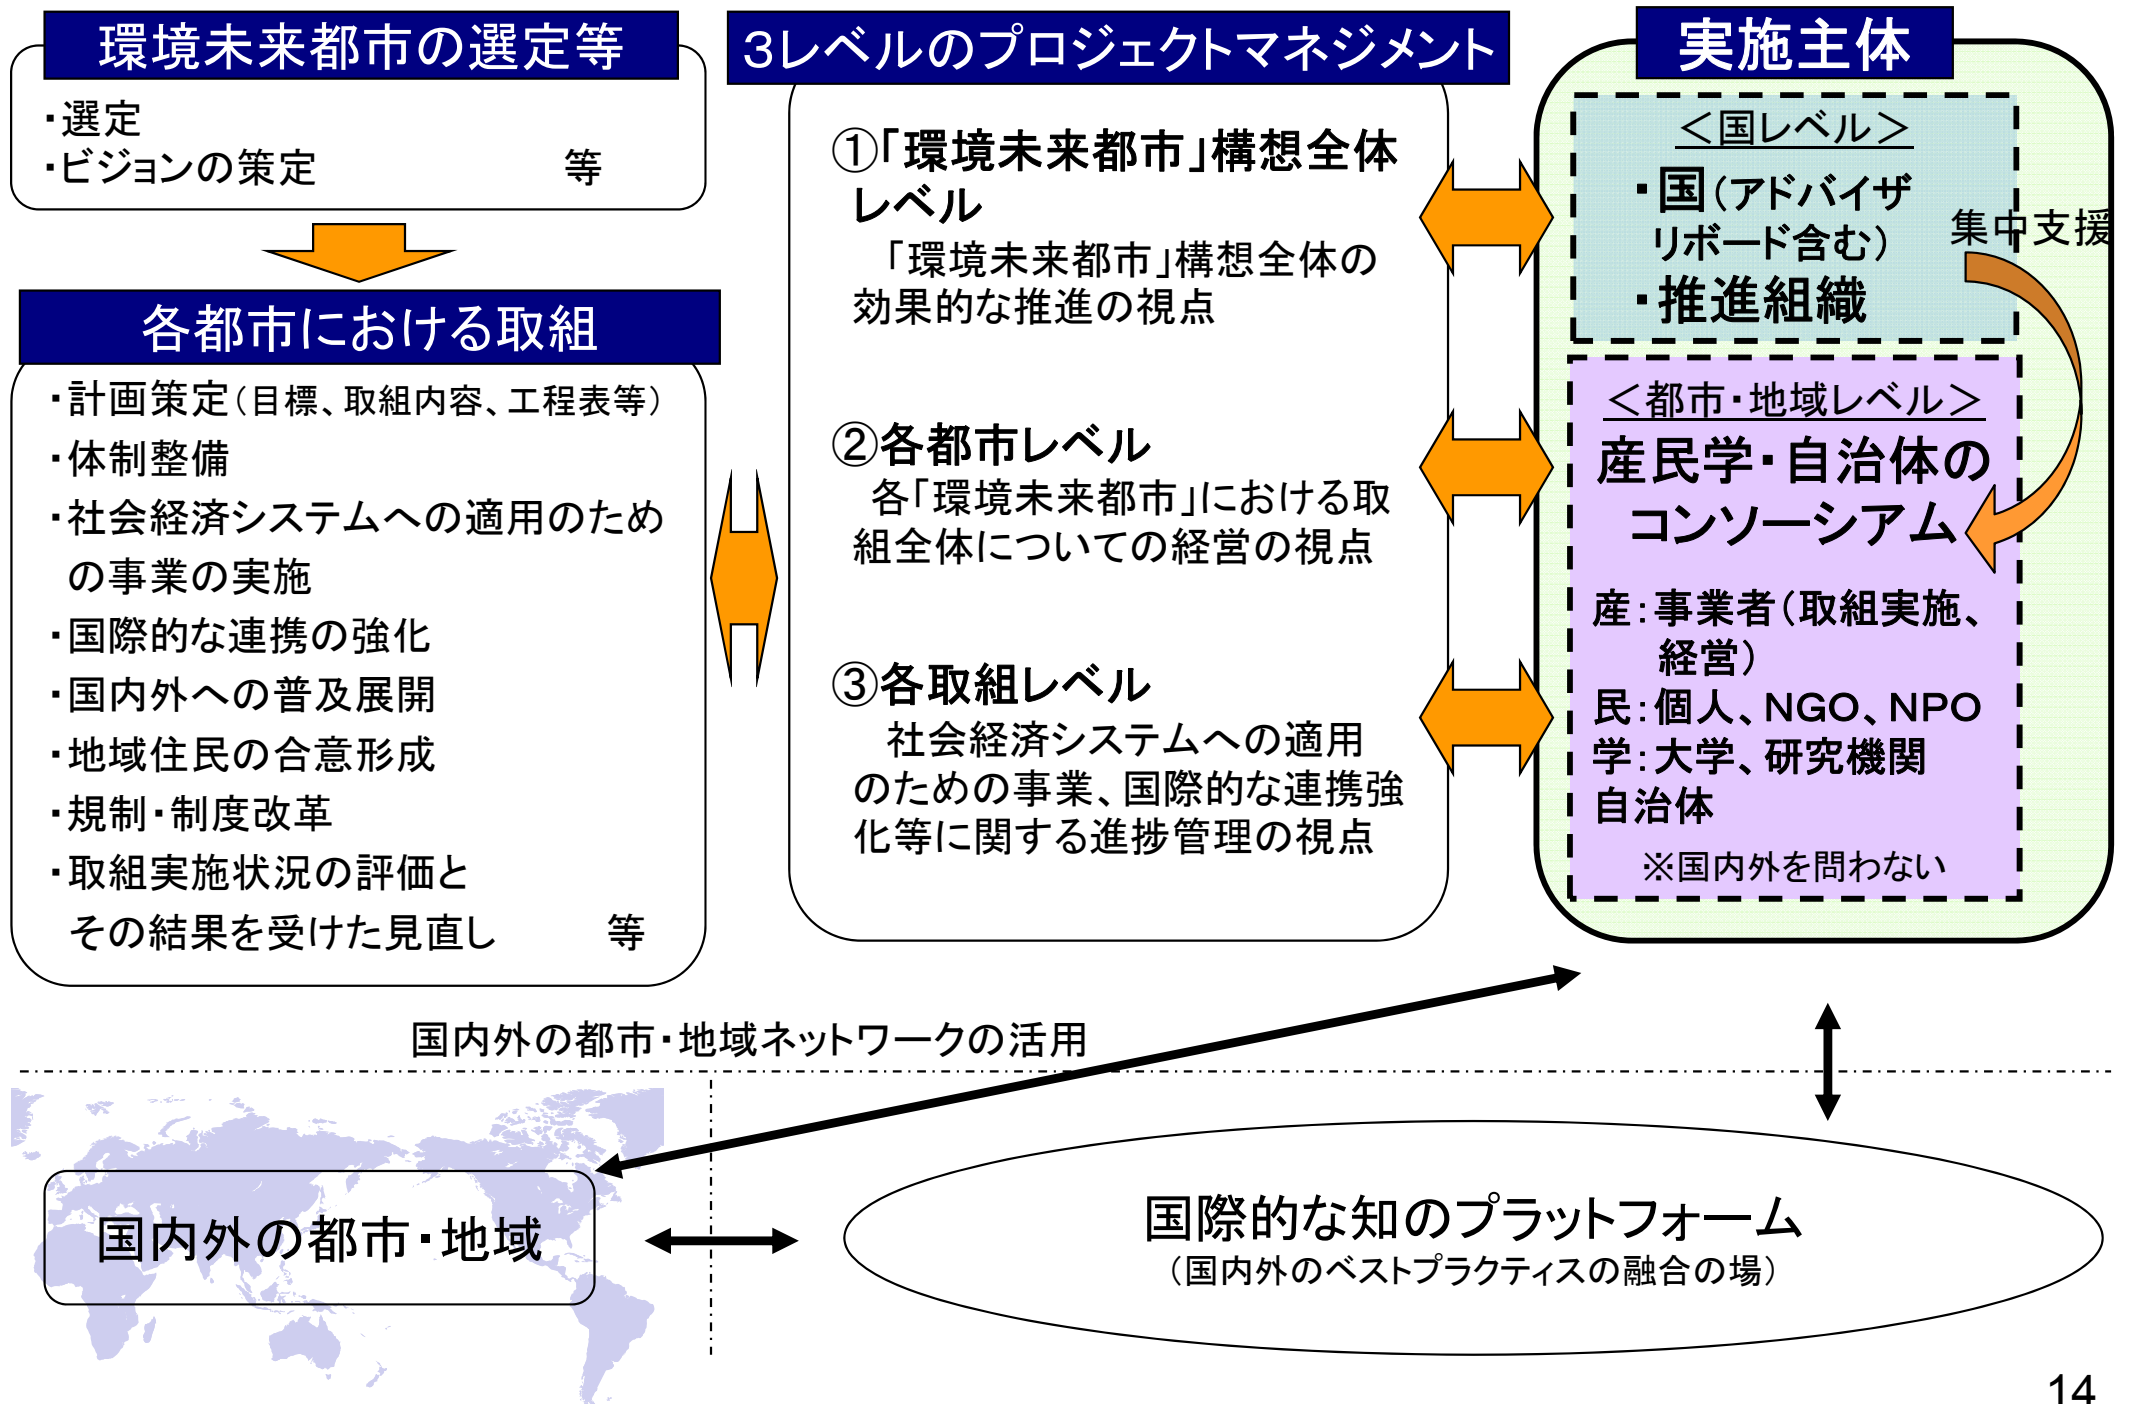 環境未来都市の選定等
・選定
・ビジョンの策定　　　　　　等
各都市における取組
・計画策定（目標、取組内容、工程表等）
・体制整備
・社会経済システムへの適用のため
の事業の実施
・国際的な連携の強化
・国内外への普及展開
・地域住民の合意形成
・規制・制度改革
・取組実施状況の評価と
その結果を受けた見直し　　　等
３レベルのプロジェクトマネジメント
①「環境未来都市」構想全体
レベル
「環境未来都市」構想全体の
効果的な推進の視点
②各都市レベル
各「環境未来都市」における取
組全体についての経営の視点
③各取組レベル
社会経済システムへの適用
のための事業、国際的な連携強
化等に関する進捗管理の視点
実施主体
＜国レベル＞
・国（アドバイザ
リボード含む）
・推進組織
集中支援
＜都市・地域レベル＞
産民学・自治体の
コンソーシアム
産：事業者（取組実施、
経営）
民：個人、ＮＧＯ、ＮＰＯ
学：大学、研究機関
自治体
※国内外を問わない
国内外の都市・地域ネットワークの活用
国内外の都市・地域
国際的な知のプラットフォーム
（国内外のベストプラクティスの融合の場）
14